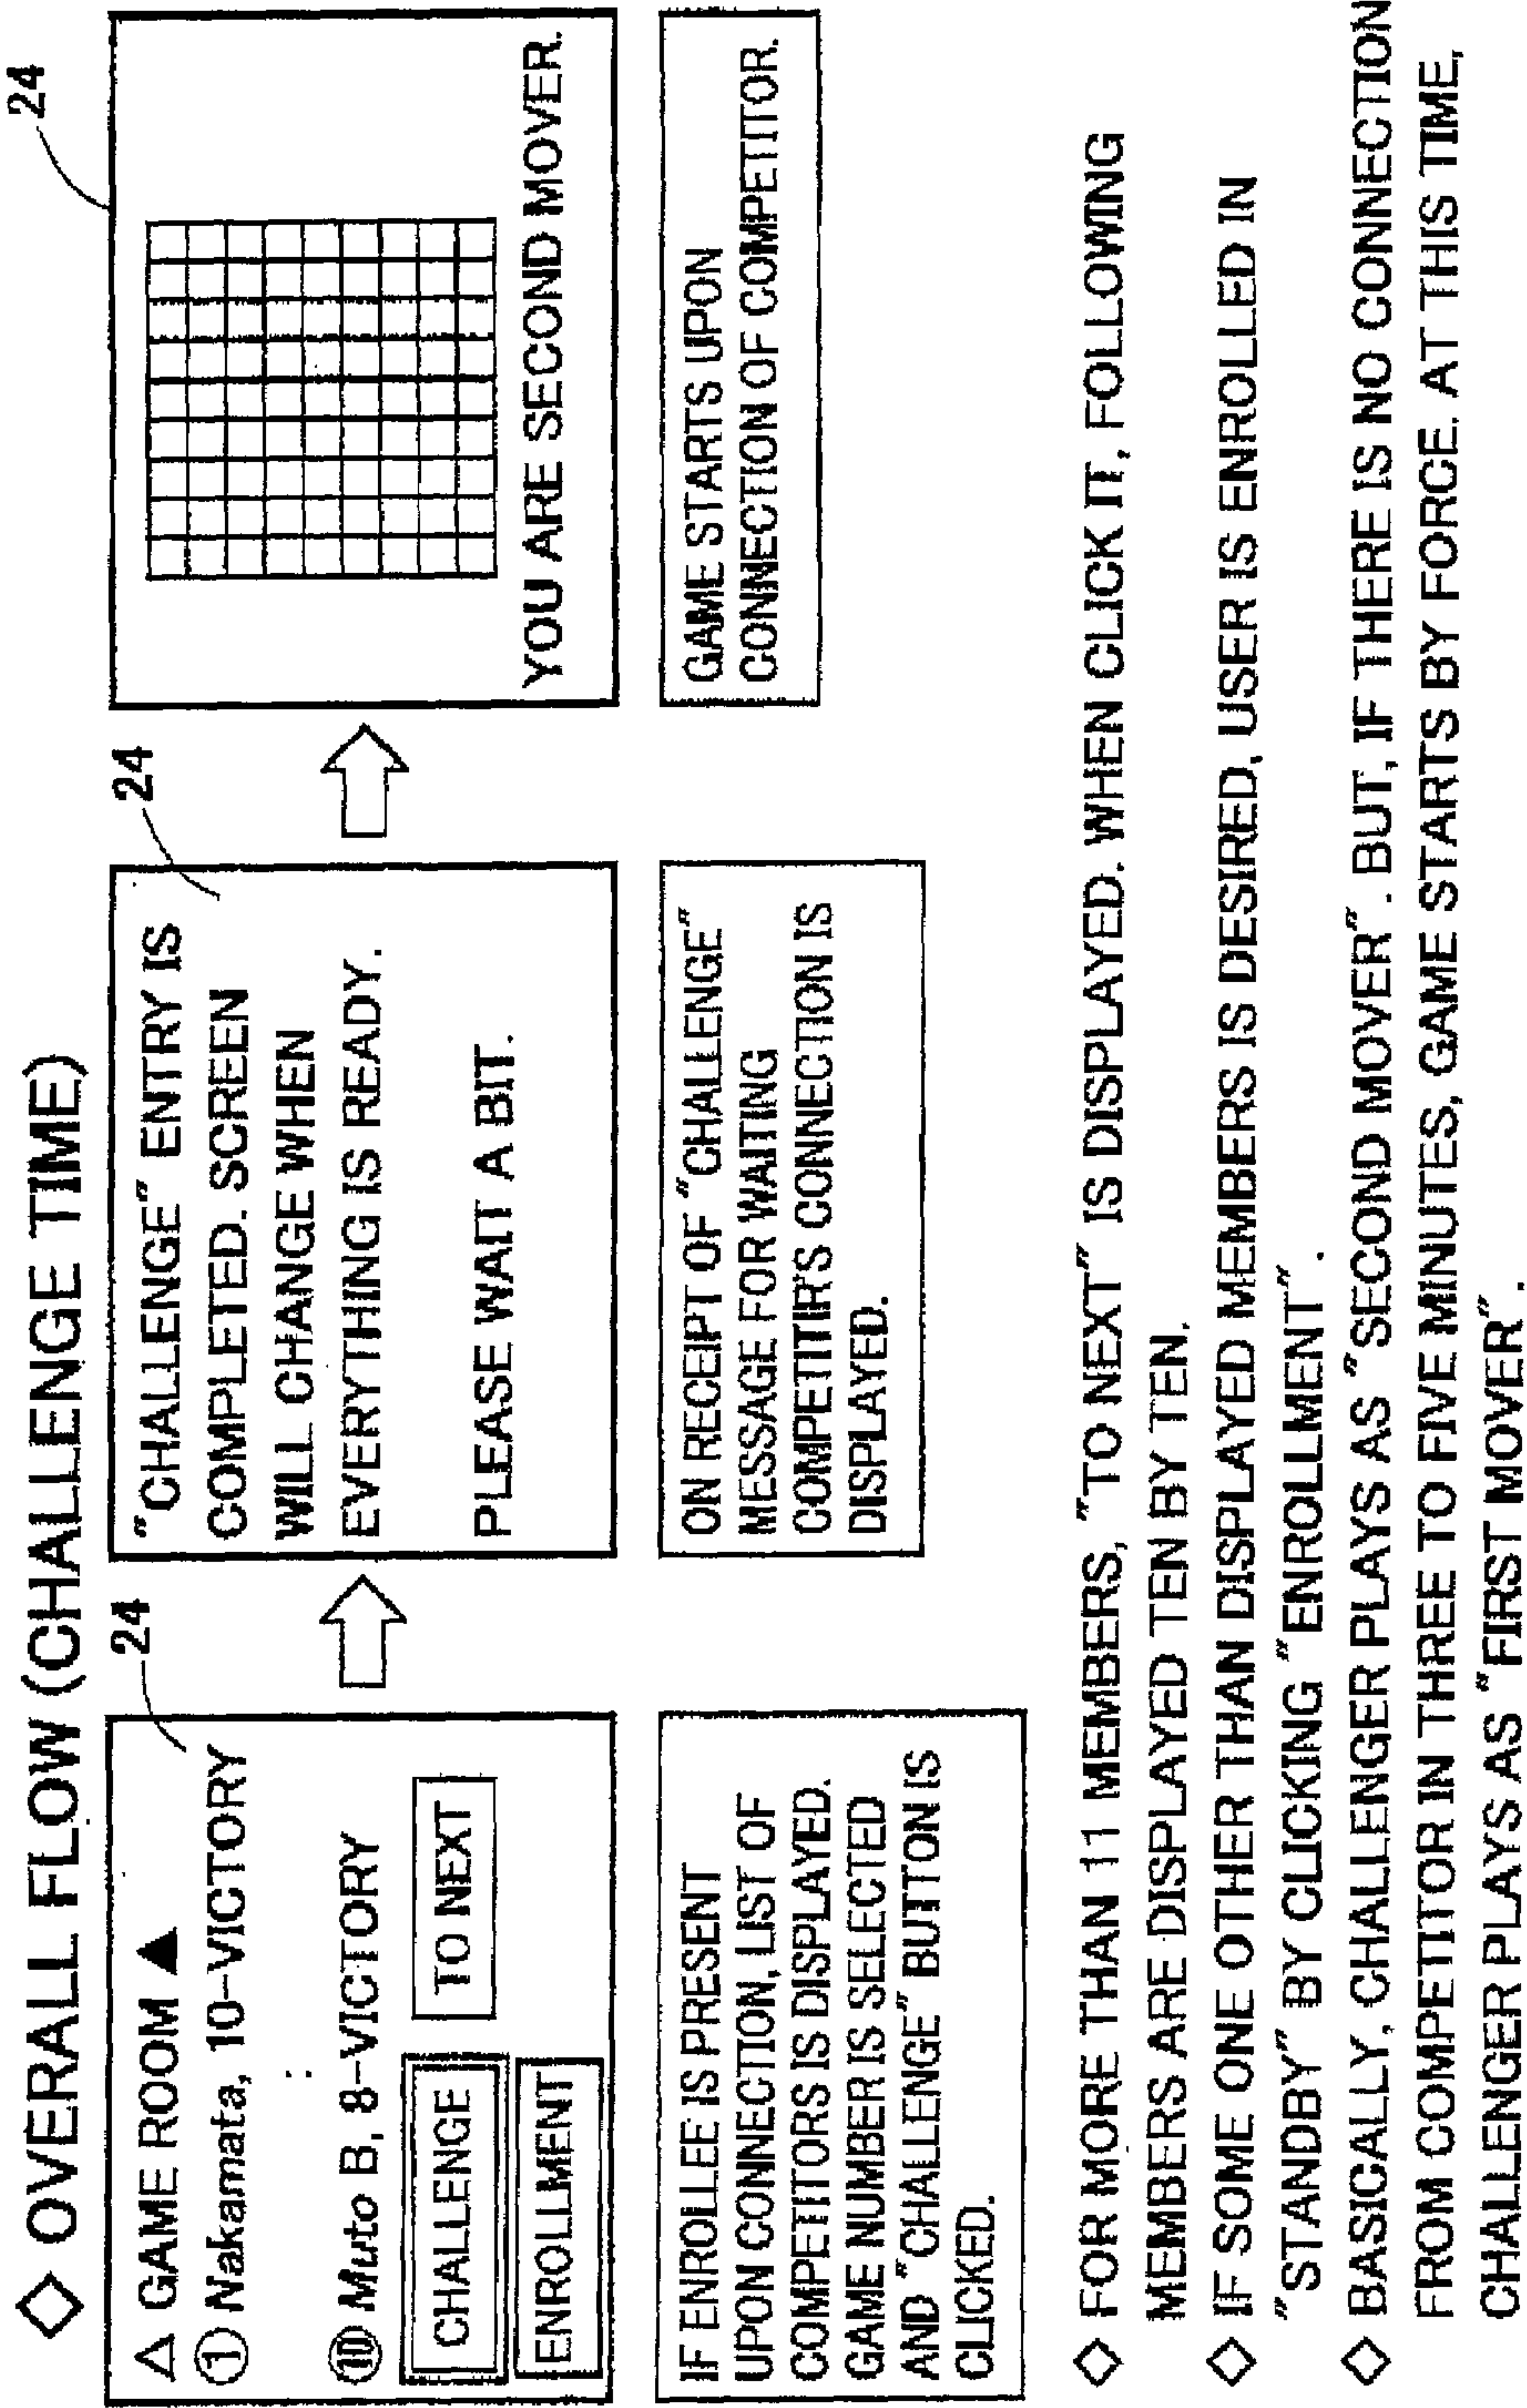 ◇ OVERALL FLOW (CHALLENGE TIME)
24
△ GAME ROOM ▲
① Nakamata, 10-VICTORY
:
⑩ Muto B, 8-VICTORY
CHALLENGE
TO NEXT
ENROLLMENT
IF ENROLLEE IS PRESENT
UPON CONNECTION, LIST OF
COMPETITORS IS DISPLAYED.
GAME NUMBER IS SELECTED
AND "CHALLENGE" BUTTON IS
CLICKED.
24
"CHALLENGE" ENTRY IS
COMPLETED. SCREEN
WILL CHANGE WHEN
EVERYTHING IS READY.
PLEASE WAIT A BIT.
ON RECEIPT OF "CHALLENGE"
MESSAGE FOR WAITING
COMPETITIR'S CONNECTION IS
DISPLAYED.
24
YOU ARE SECOND MOVER.
GAME STARTS UPON
CONNECTION OF COMPETITOR.
◇ FOR MORE THAN 11 MEMBERS, "TO NEXT" IS DISPLAYED. WHEN CLICK IT, FOLLOWING
MEMBERS ARE DISPLAYED TEN BY TEN.
◇ IF SOME ONE OTHER THAN DISPLAYED MEMBERS IS DESIRED, USER IS ENROLLED IN
"STANDBY" BY CLICKING "ENROLLMENT".
◇ BASICALLY, CHALLENGER PLAYS AS "SECOND MOVER". BUT, IF THERE IS NO CONNECTION
FROM COMPETITOR IN THREE TO FIVE MINUTES, GAME STARTS BY FORCE. AT THIS TIME,
CHALLENGER PLAYS AS "FIRST MOVER".